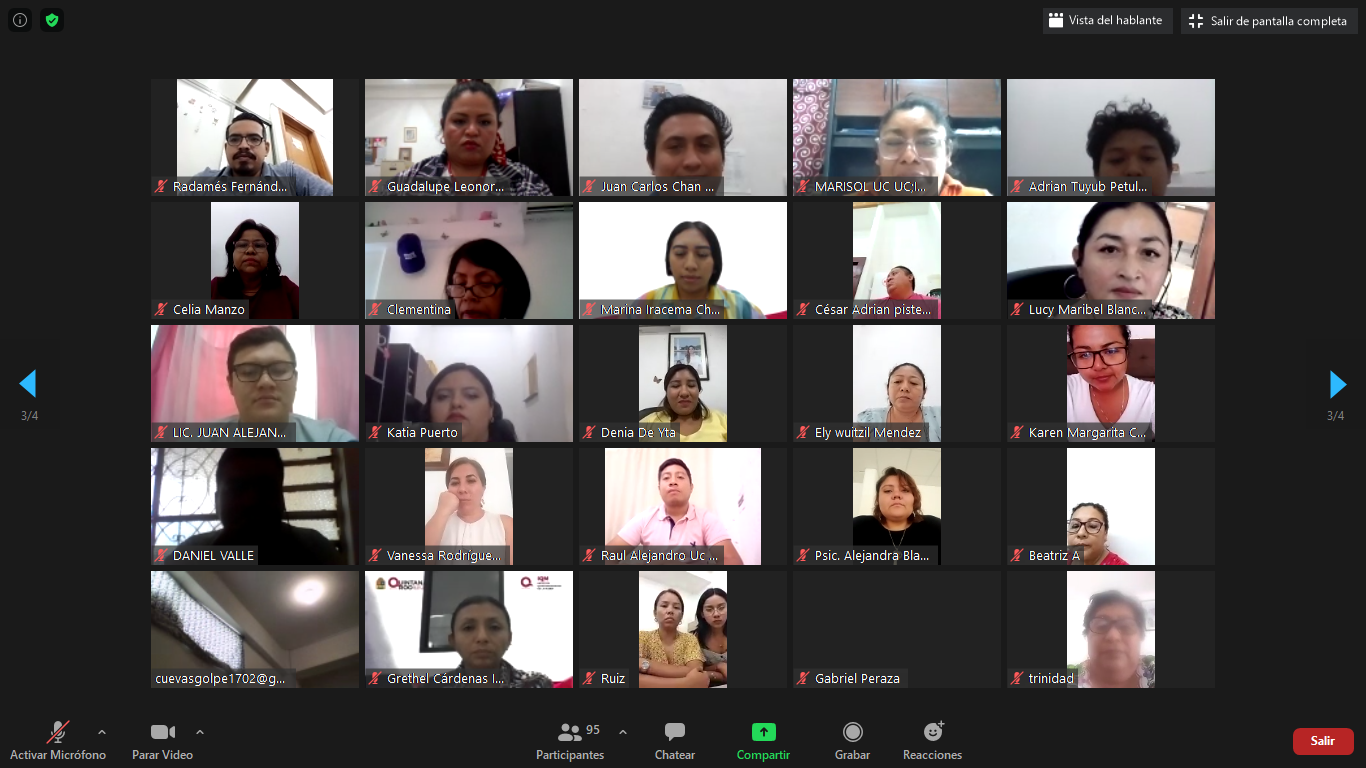 Vista del hablante
Salir de pantalla completa
Radamés Fernánd...
Guadalupe Leonor...
Juan Carlos Chan ...
MARISOL UC UC;I...
Adrian Tuyub Petul...
Celia Manzo
Clementina
Marina Iracema Ch...
César Adrian piste...
Lucy Maribel Blanc...
LIC. JUAN ALEJAN...
Katia Puerto
Denia De Yta
Ely wuitzil Mendez
Karen Margarita C...
DANIEL VALLE
Vanessa Rodrígue...
Raul Alejandro Uc ...
Psic. Alejandra Bla...
Beatriz A
3/4
3/4
QUINTANA
ROO
IQM
cuevasgolpe1702@g...
Grethel Cárdenas I...
Ruiz
Gabriel Peraza
trinidad
Activar Micrófono
Parar Video
95
Participantes
Chatear
Compartir
Grabar
Reacciones
Salir